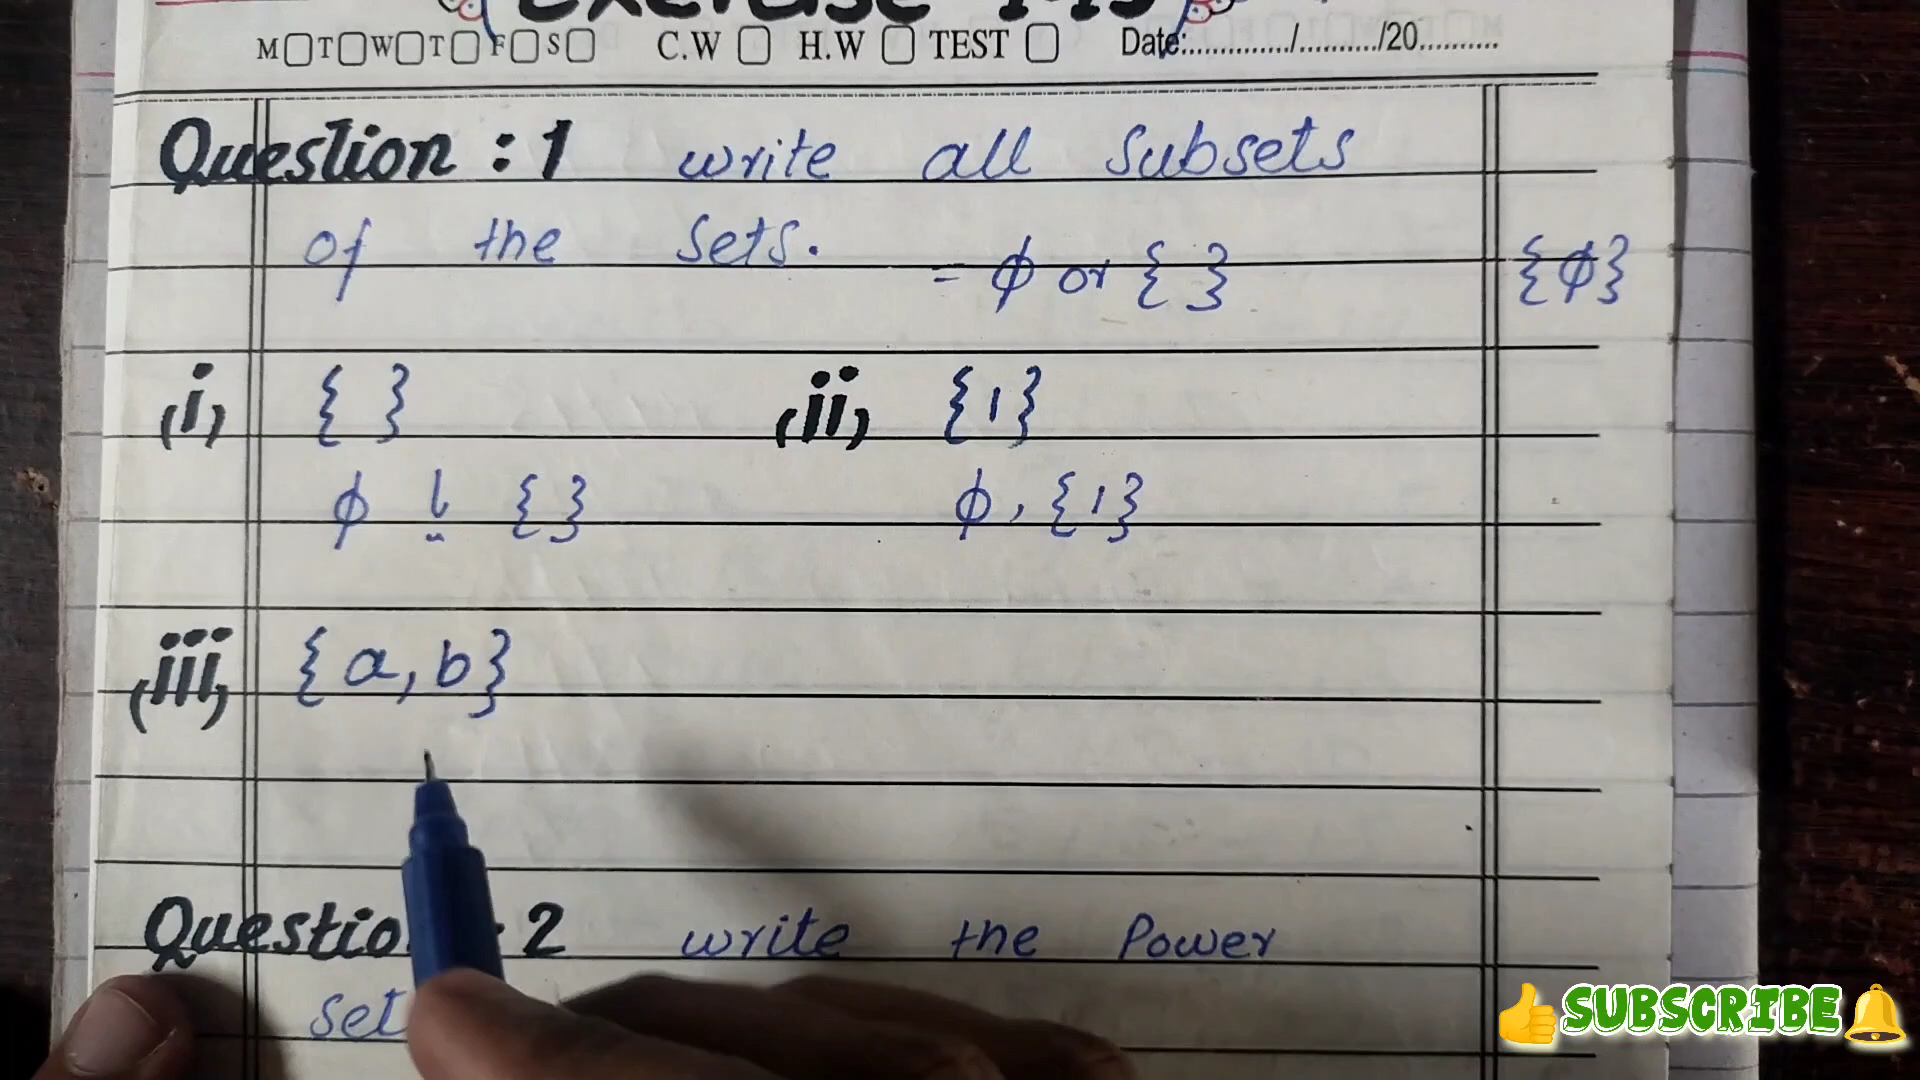 M T W T F S C.W H.W TEST Date:............../........../20..........
Question : 1 write all subsets
of the sets. = ϕ or { } {ϕ}
(i) { } (ii) {1}
ϕ یا { } ϕ , {1}
(iii) {a,b}
2 write the Power
set
SUBSCRIBE